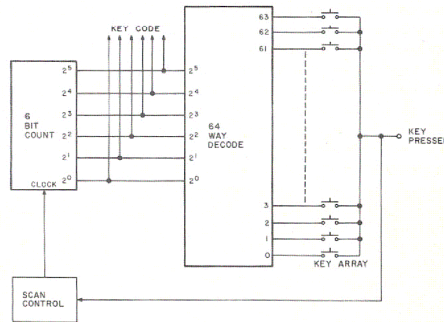 KEY CODE
6
BIT
COUNT
CLOCK
2⁵
2⁴
2³
2²
2¹
2⁰
2⁵
2⁴
2³
2²
2¹
2⁰
64
WAY
DECODE
63
62
61
3
2
1
0
KEY ARRAY
KEY
PRESSE
SCAN
CONTROL